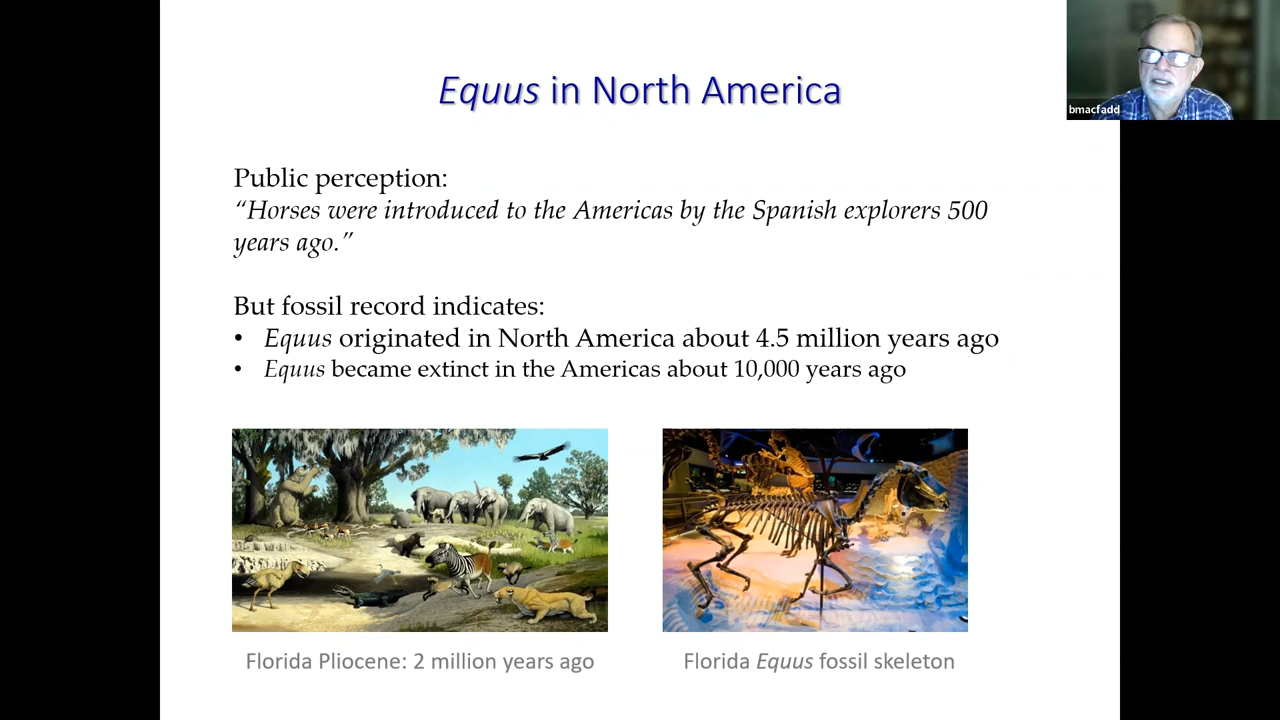 Equus in North America
bmacfadd
Public perception:
“Horses were introduced to the Americas by the Spanish explorers 500
years ago.”
But fossil record indicates:
• Equus originated in North America about 4.5 million years ago
• Equus became extinct in the Americas about 10,000 years ago
Florida Pliocene: 2 million years ago
Florida Equus fossil skeleton